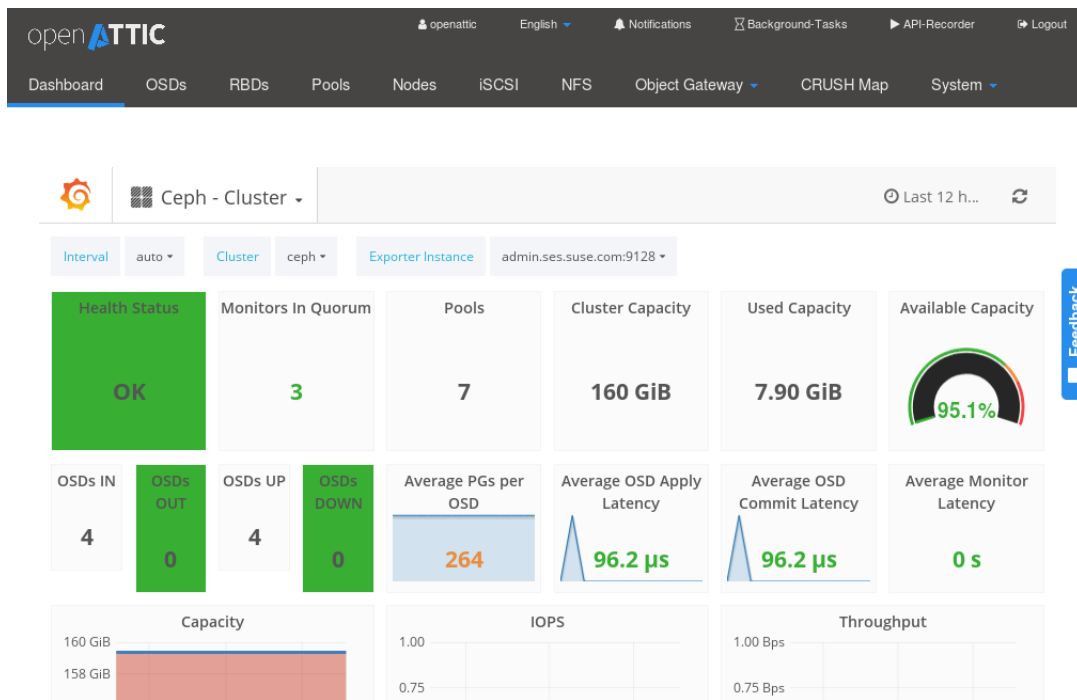 open ATTIC
openattic English Notifications Background-Tasks API-Recorder Logout
Dashboard OSDs RBDs Pools Nodes iSCSI NFS Object Gateway CRUSH Map System
Ceph - Cluster
Last 12 h...
Interval auto Cluster ceph Exporter Instance admin.ses.suse.com:9128
Feedback
Health Status
OK
Monitors In Quorum
3
Pools
7
Cluster Capacity
160 GiB
Used Capacity
7.90 GiB
Available Capacity
95.1%
OSDs IN
4
OSDs
OUT
0
OSDs UP
4
OSDs
DOWN
0
Average PGs per
OSD
264
Average OSD Apply
Latency
96.2 µs
Average OSD
Commit Latency
96.2 µs
Average Monitor
Latency
0 s
Capacity
160 GiB
158 GiB
IOPS
1.00
0.75
Throughput
1.00 Bps
0.75 Bps